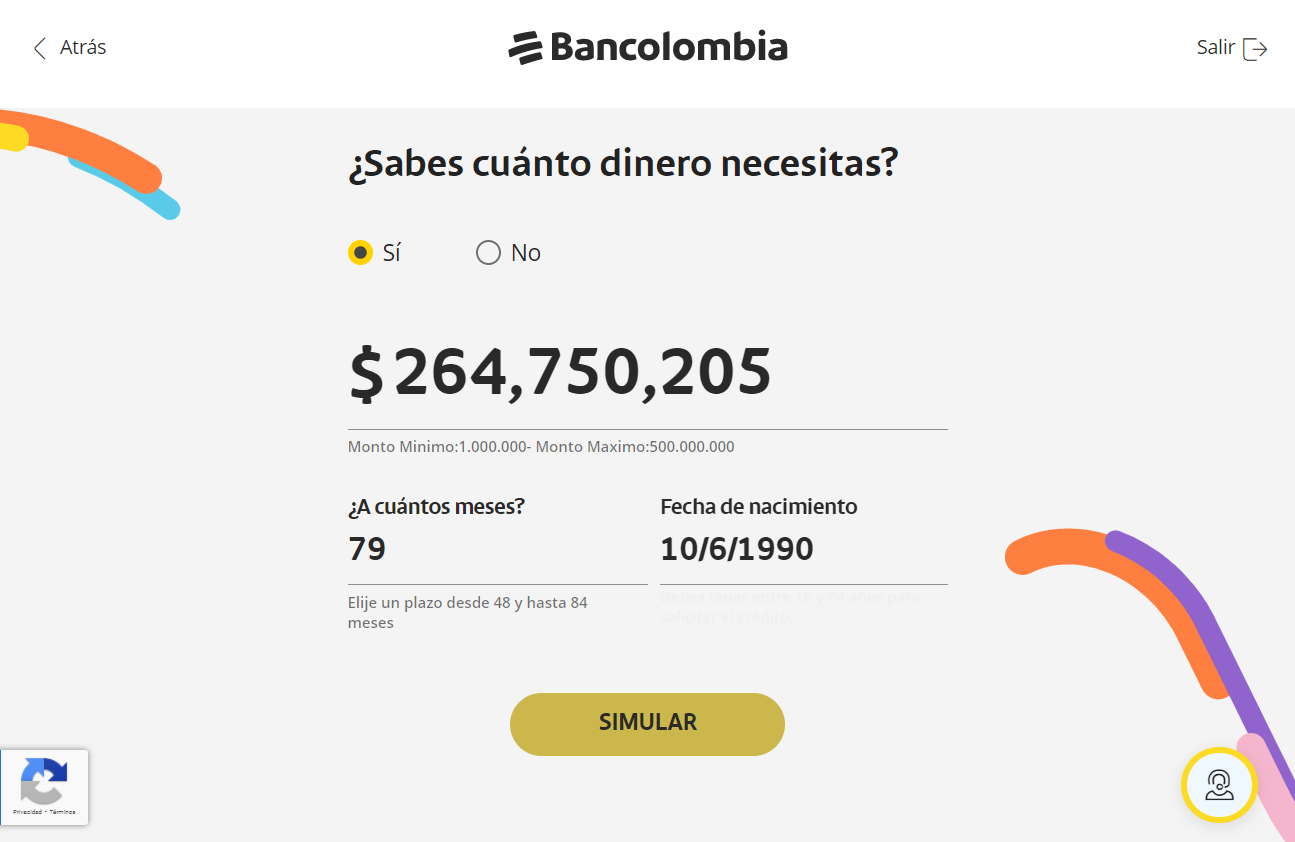 Atrás
Bancolombia
Salir
¿Sabes cuánto dinero necesitas?
Sí
No
$ 264,750,205
Monto Minimo:1.000.000- Monto Maximo:500.000.000
¿A cuántos meses?
Fecha de nacimiento
79
10/6/1990
Elije un plazo desde 48 y hasta 84
meses
Debes tener entre 18 y 84 años para
solicitar el crédito.
SIMULAR
Privacidad - Términos